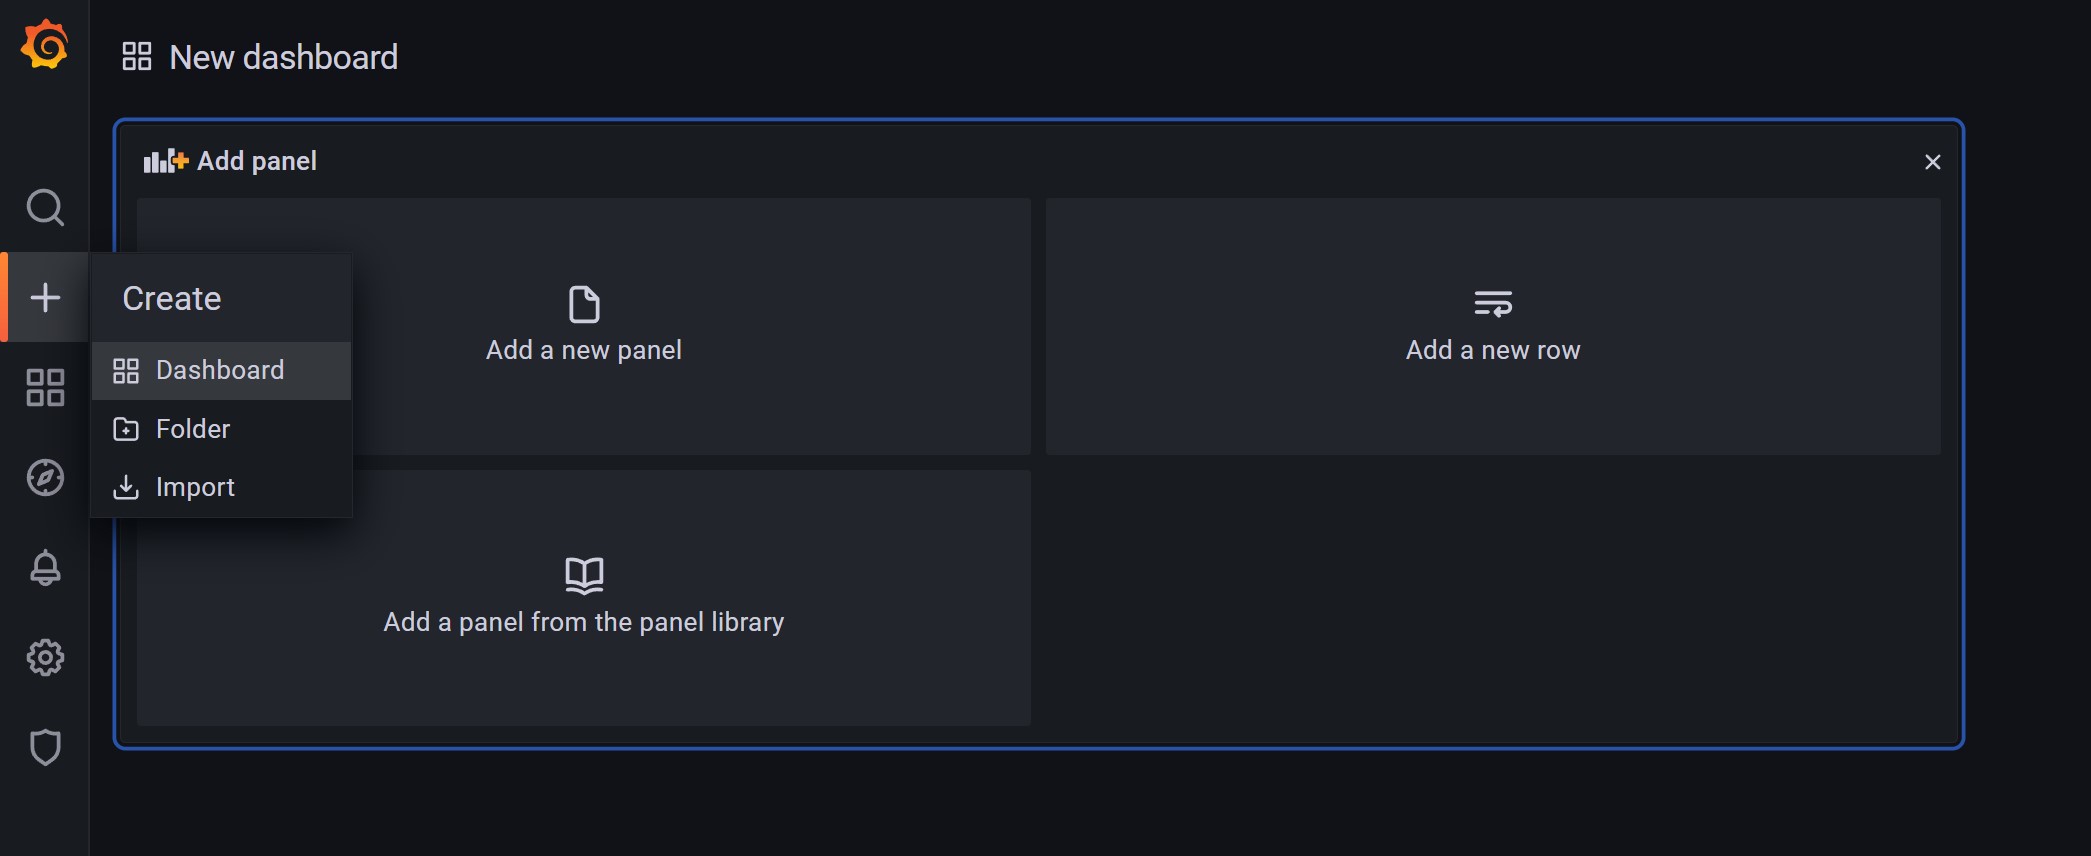 New dashboard
Add panel
Create
Dashboard
Folder
Import
Add a new panel
Add a new row
Add a panel from the panel library